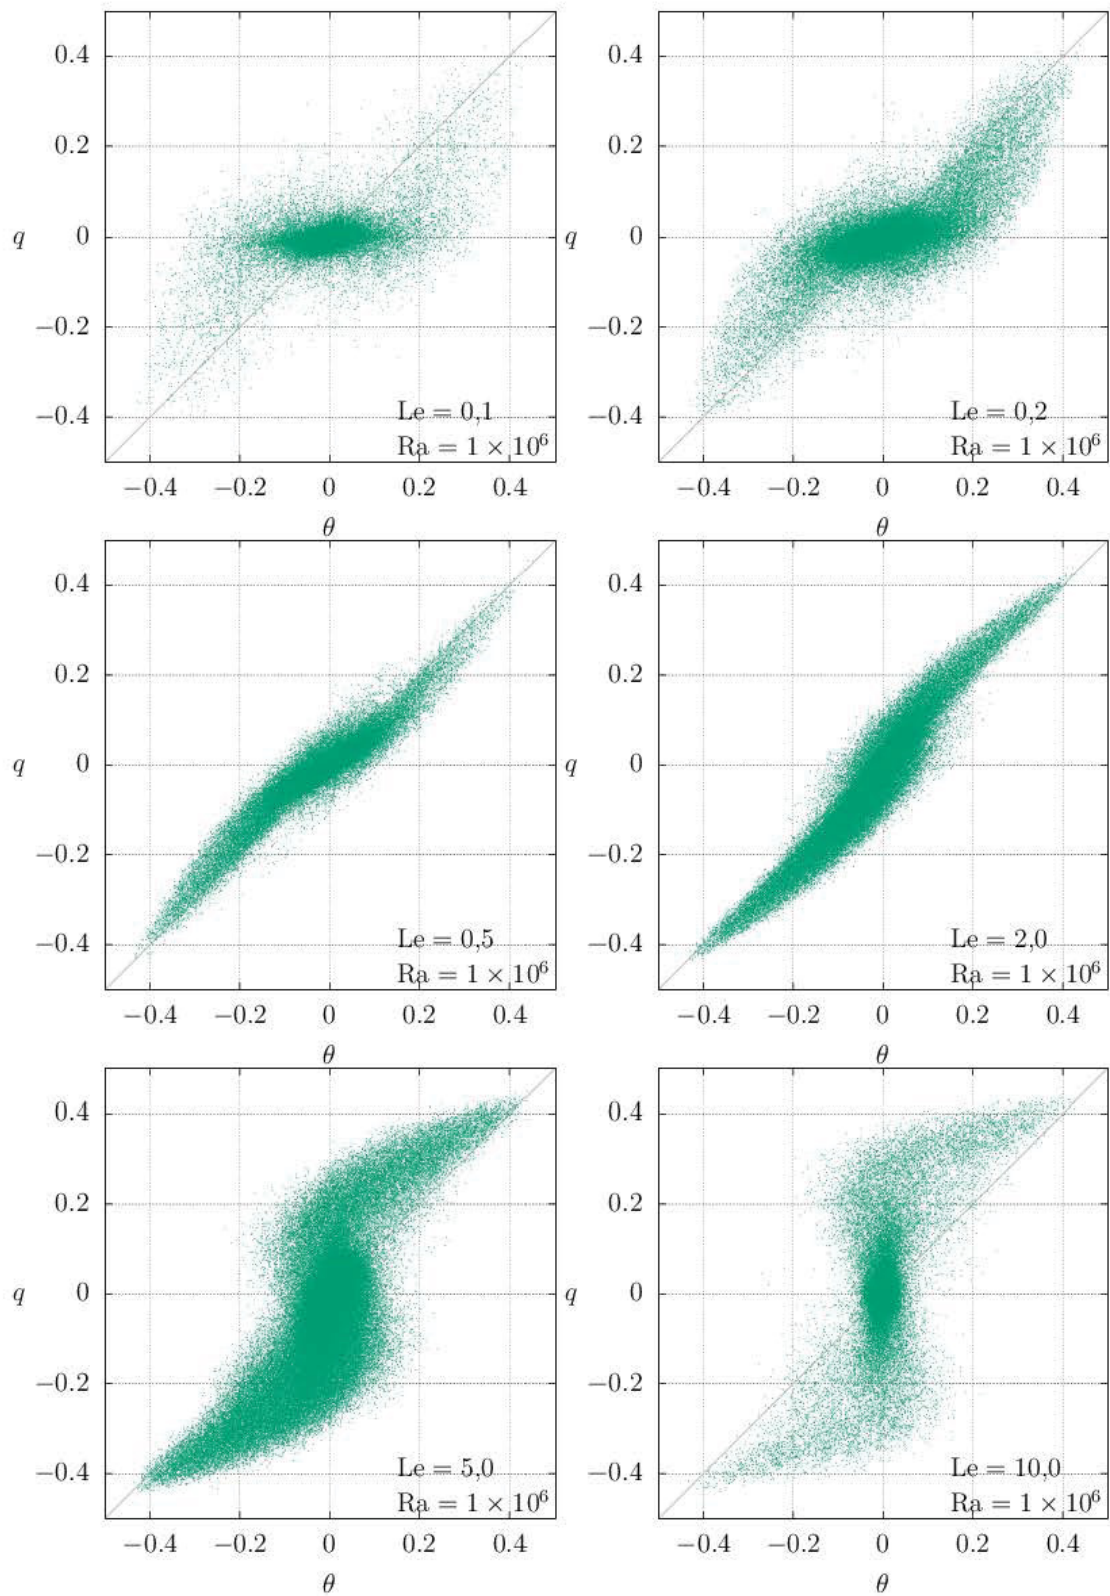 0.4
0.2
q 0
−0.2
−0.4
Le = 0,1
Ra = 1 × 10⁶
−0.4 −0.2 0 0.2 0.4
θ
0.4
0.2
q 0
−0.2
−0.4
Le = 0,2
Ra = 1 × 10⁶
−0.4 −0.2 0 0.2 0.4
θ
0.4
0.2
q 0
−0.2
−0.4
Le = 0,5
Ra = 1 × 10⁶
−0.4 −0.2 0 0.2 0.4
θ
0.4
0.2
q 0
−0.2
−0.4
Le = 2,0
Ra = 1 × 10⁶
−0.4 −0.2 0 0.2 0.4
θ
0.4
0.2
q 0
−0.2
−0.4
Le = 5,0
Ra = 1 × 10⁶
−0.4 −0.2 0 0.2 0.4
θ
0.4
0.2
q 0
−0.2
−0.4
Le = 10,0
Ra = 1 × 10⁶
−0.4 −0.2 0 0.2 0.4
θ